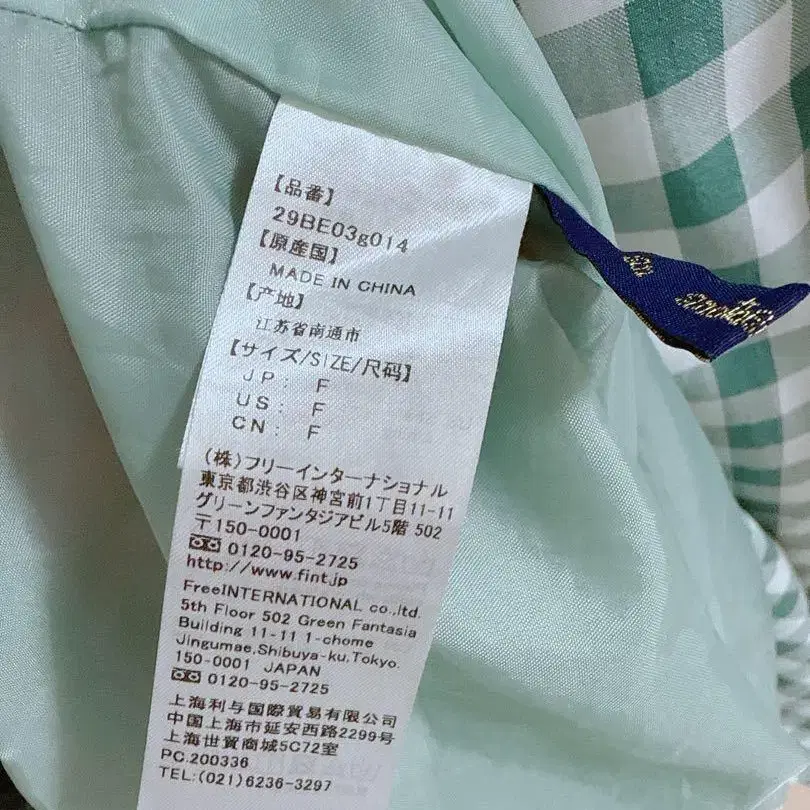 【品番】
29BE03g014
【原産国】
MADE IN CHINA
【产地】
江苏省南通市
【サイズ/SIZE/尺码】
JP: F
US: F
CN: F
(株)フリーインターナショナル
東京都渋谷区神宮前1丁目11-11
グリーンファンタジアビル5階 502
〒150-0001
0120-95-2725
http://www.fint.jp
FreeINTERNATIONAL co.,ltd.
5th Floor 502 Green Fantasia
Building 11-11 1-chome
Jingumae,Shibuya-ku,Tokyo.
150-0001 JAPAN
0120-95-2725
上海利与国際貿易有限公司
中国上海市延安西路2299号
上海世貿商城5C72室
PC.200336
TEL:(021)6236-3297